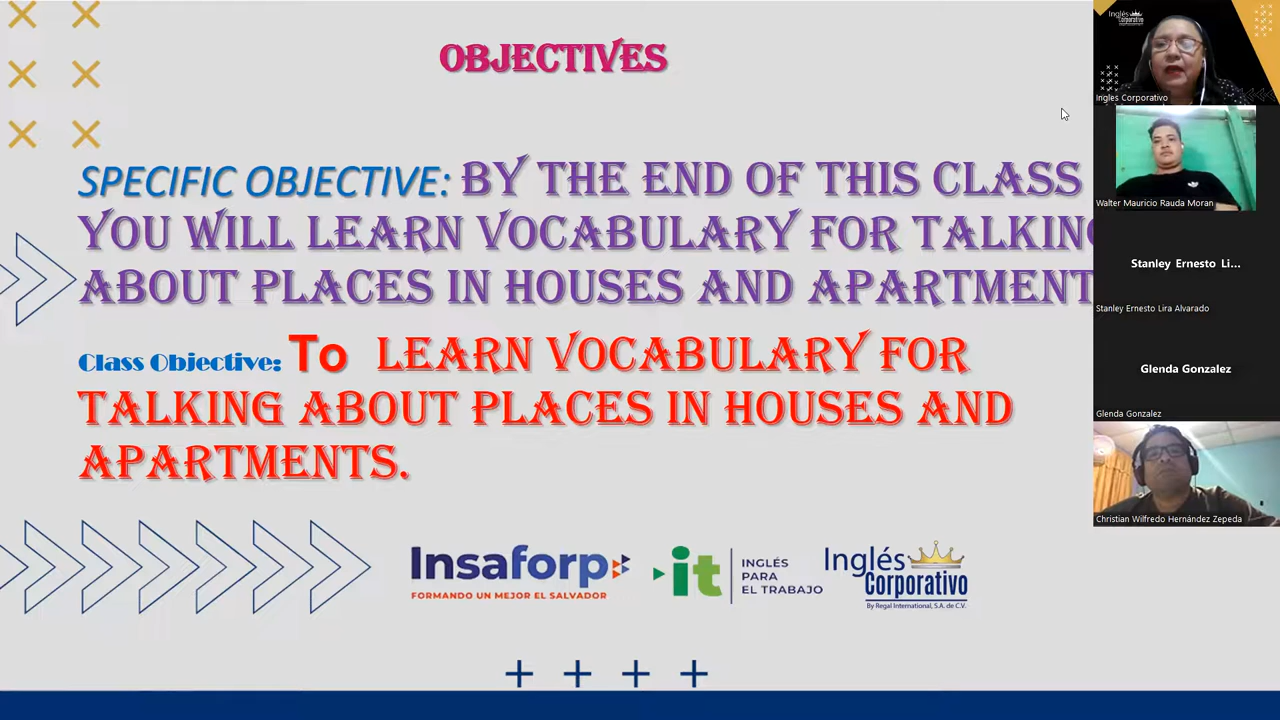 OBJECTIVES
SPECIFIC OBJECTIVE: BY THE END OF THIS CLASS
YOU WILL LEARN VOCABULARY FOR TALKING
ABOUT PLACES IN HOUSES AND APARTMENT
Class Objective: To LEARN VOCABULARY FOR
TALKING ABOUT PLACES IN HOUSES AND
APARTMENTS.
Insaforp
FORMANDO UN MEJOR EL SALVADOR
it
INGLÉS
PARA
EL TRABAJO
Inglés
Corporativo
By Regal International, S.A. de C.V.
Inglés
Corporativo
Ingles Corporativo
Walter Mauricio Rauda Moran
Stanley Ernesto Li...
Stanley Ernesto Lira Alvarado
Glenda Gonzalez
Glenda Gonzalez
Christian Wilfredo Hernández Zepeda